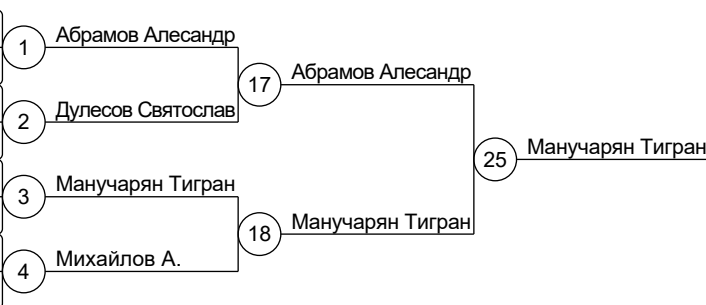 1
Абрамов Алесандр
17
Абрамов Алесандр
2
Дулесов Святослав
25
Манучарян Тигран
3
Манучарян Тигран
18
Манучарян Тигран
4
Михайлов А.